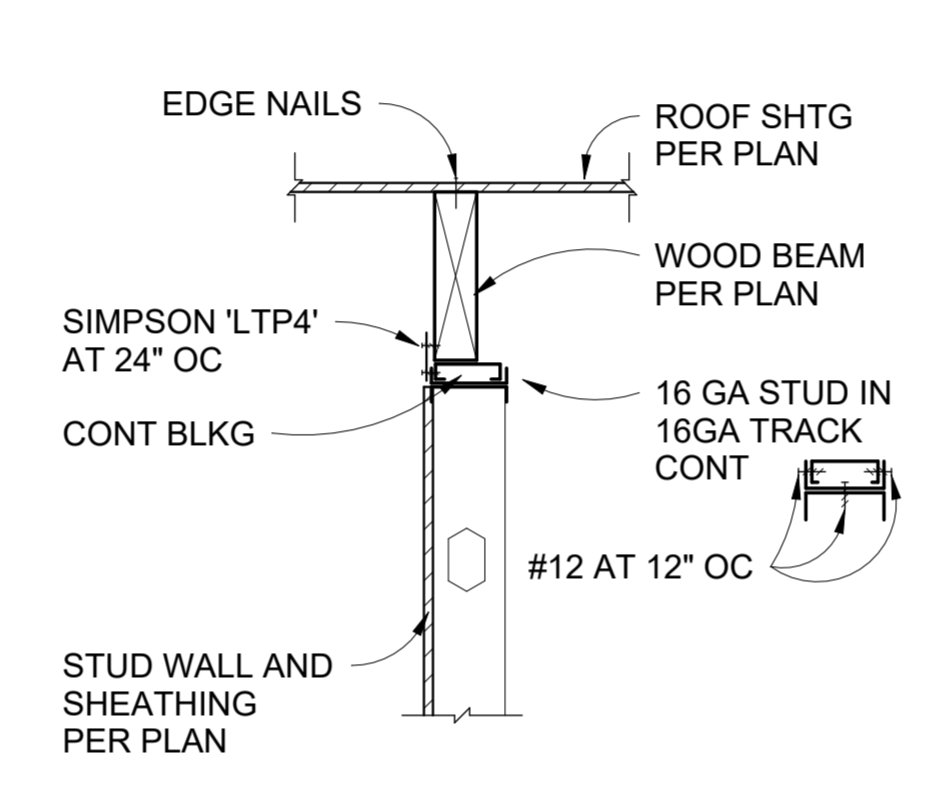 EDGE NAILS
ROOF SHTG
PER PLAN
WOOD BEAM
PER PLAN
SIMPSON 'LTP4'
AT 24" OC
CONT BLKG
16 GA STUD IN
16GA TRACK
CONT
#12 AT 12" OC
STUD WALL AND
SHEATHING
PER PLAN